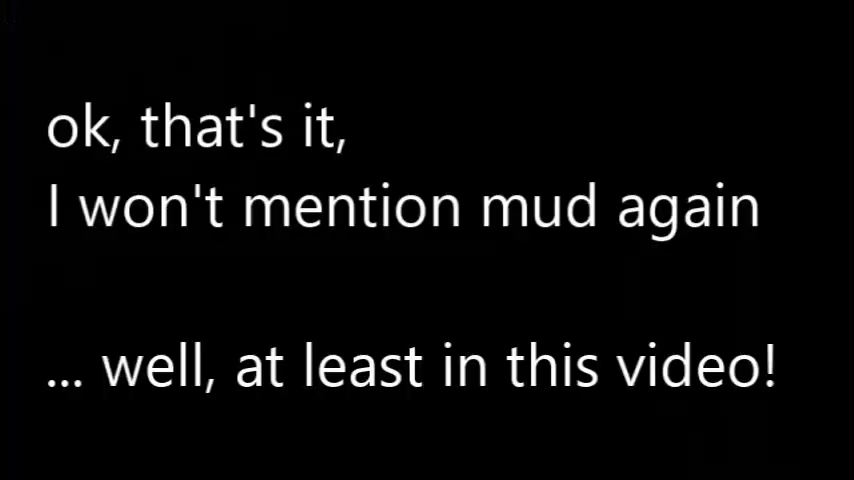 ok, that's it,
I won't mention mud again
... well, at least in this video!